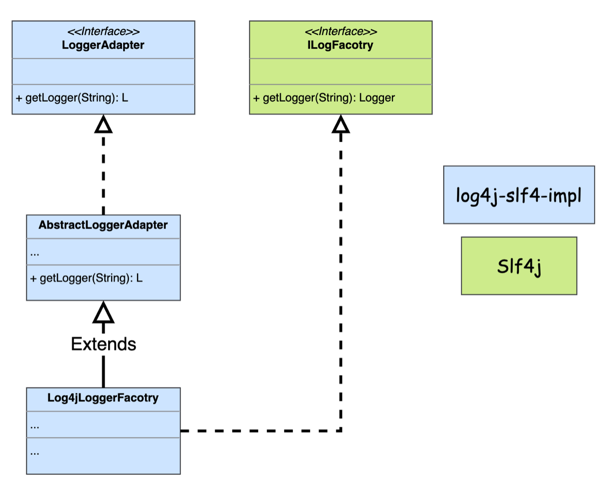 <<Interface>>
LoggerAdapter
+ getLogger(String): L
<<Interface>>
ILogFacotry
+ getLogger(String): Logger
AbstractLoggerAdapter
...
+ getLogger(String): L
Extends
Log4jLoggerFacotry
...
...
log4j-slf4-impl
Slf4j